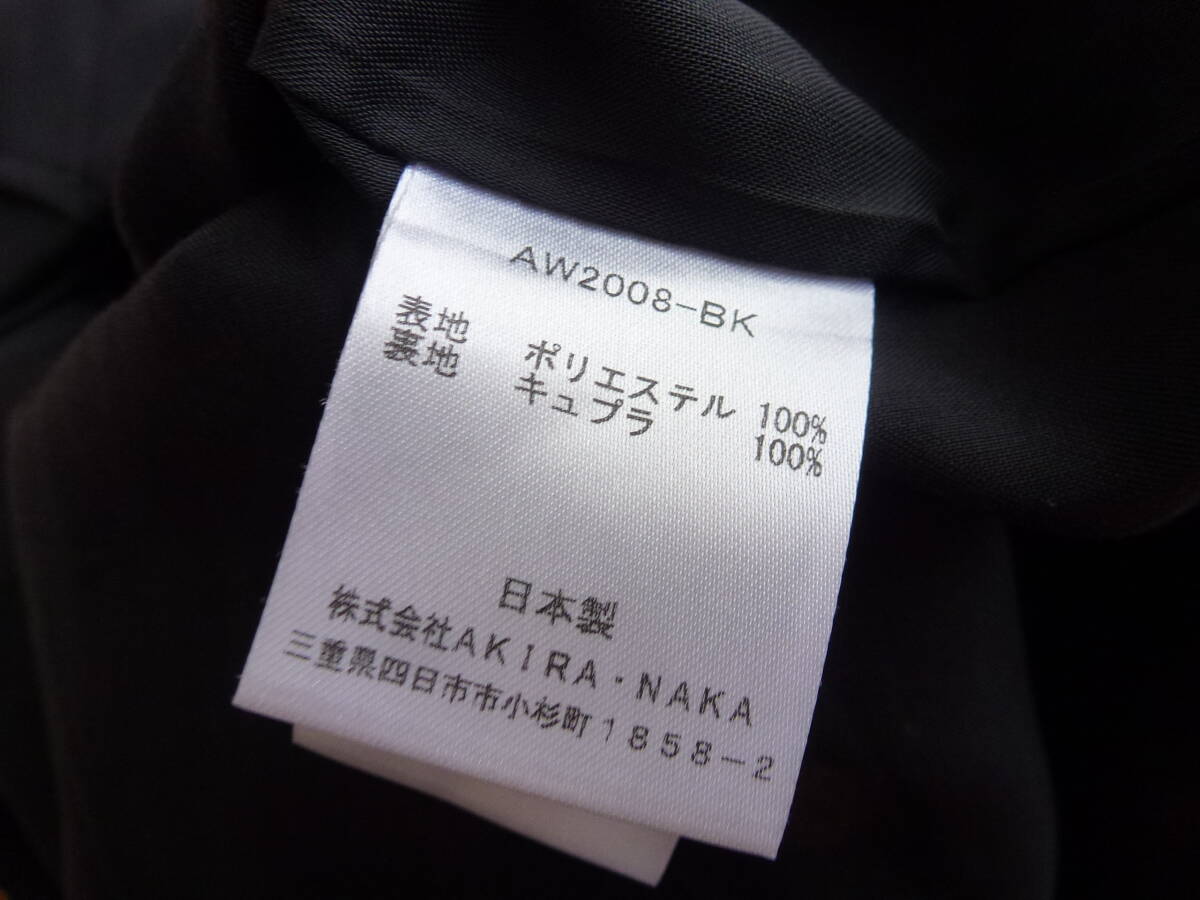 AW2008-BK
表地 ポリエステル 100%
裏地 キュプラ 100%
日本製
株式会社AKIRA・NAKA
三重県四日市市小杉町1858-2